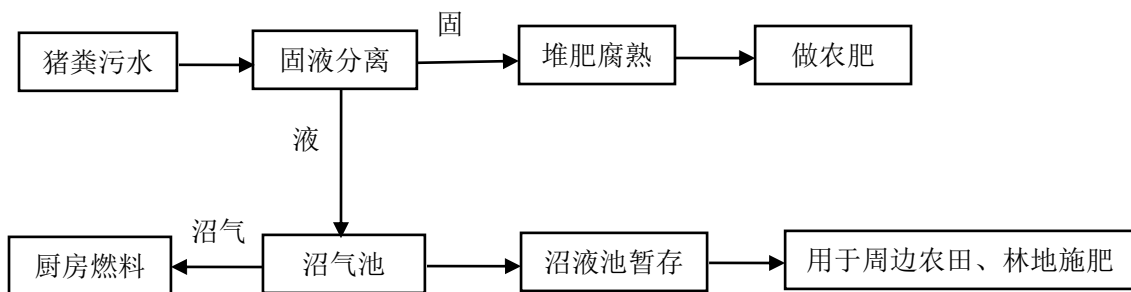 固
猪粪污水
固液分离
堆肥腐熟
做农肥
液
沼气
厨房燃料
沼气池
沼液池暂存
用于周边农田、林地施肥